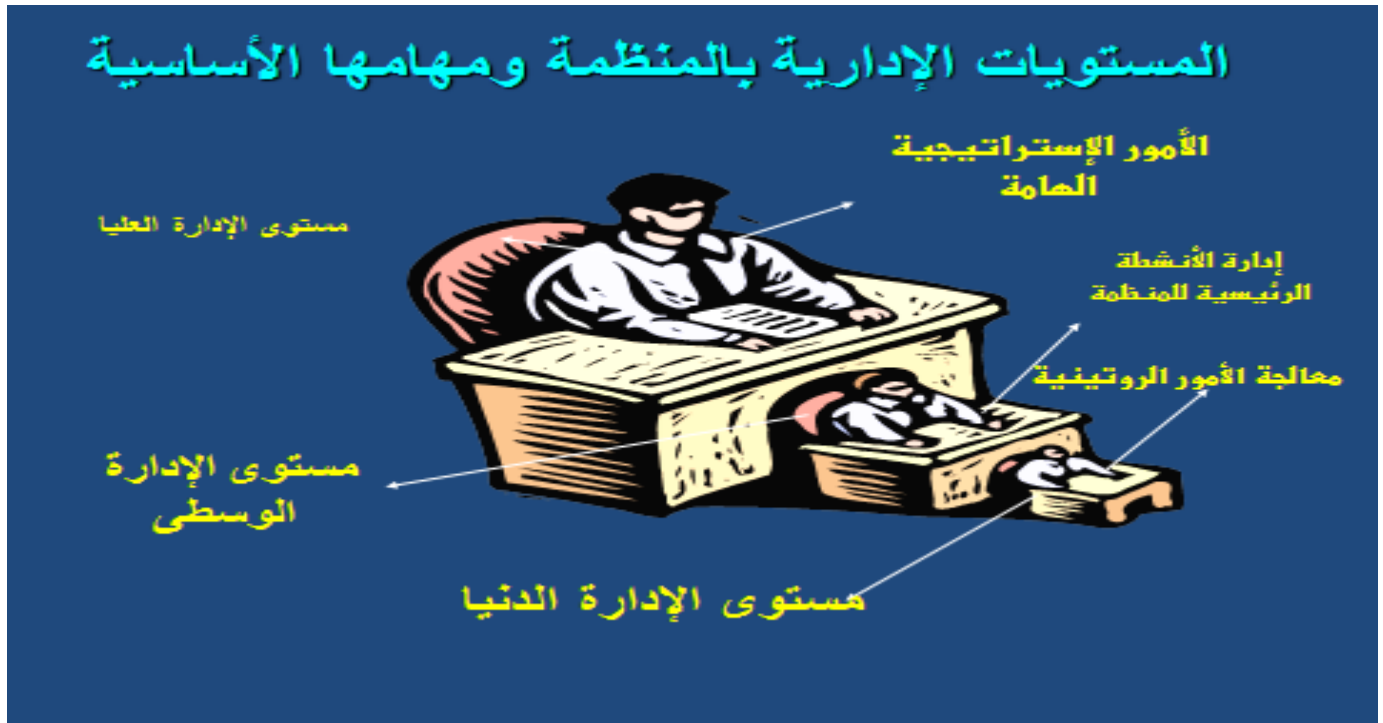 المستويات الإدارية بالمنظمة ومهامها الأساسية
الأمور الإستراتيجية
الهامة
مستوى الإدارة العليا
إدارة الأنشطة
الرئيسية للمنظمة
معالجة الأمور الروتينية
مستوى الإدارة
الوسطى
مستوى الإدارة الدنيا